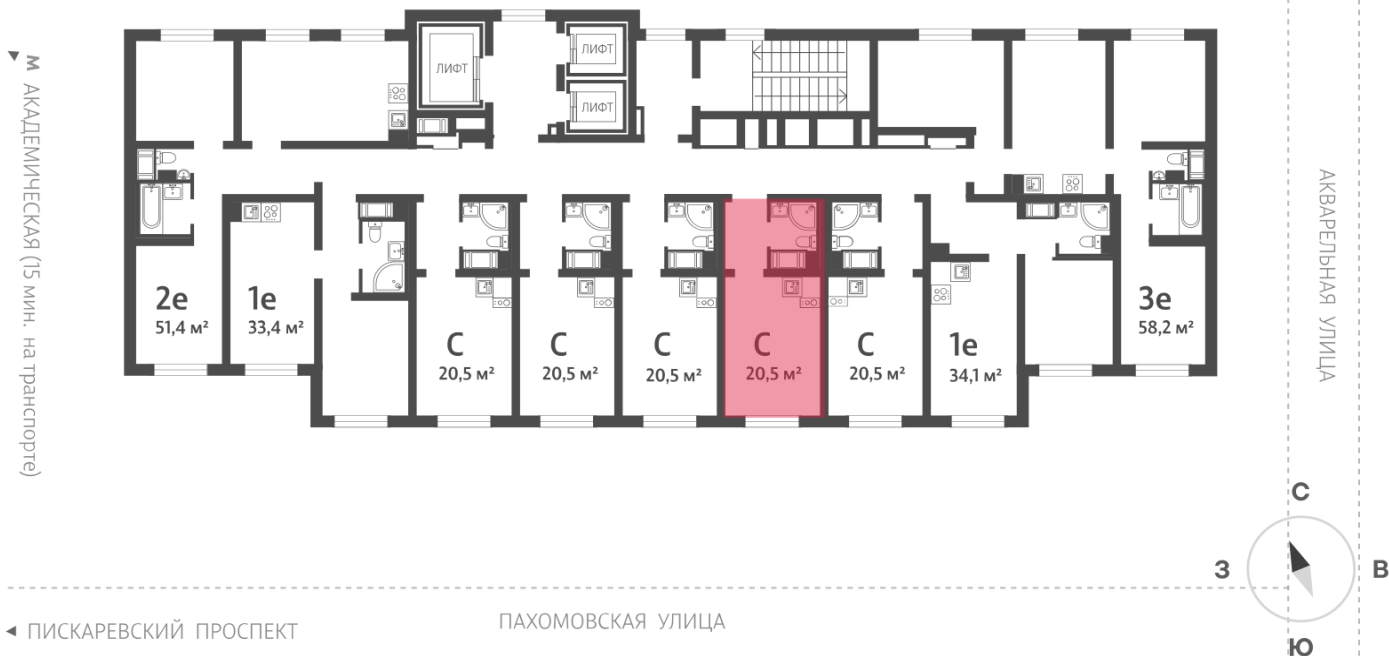 ЛИФТ
ЛИФТ
ЛИФТ
М АКАДЕМИЧЕСКАЯ (15 мин. на транспорте)
АКВАРЕЛЬНАЯ УЛИЦА
2е
51,4 м²
1е
33,4 м²
С
20,5 м²
С
20,5 м²
С
20,5 м²
С
20,5 м²
С
20,5 м²
1е
34,1 м²
3е
58,2 м²
С
З
В
Ю
ПАХОМОВСКАЯ УЛИЦА
ПИСКАРЕВСКИЙ ПРОСПЕКТ